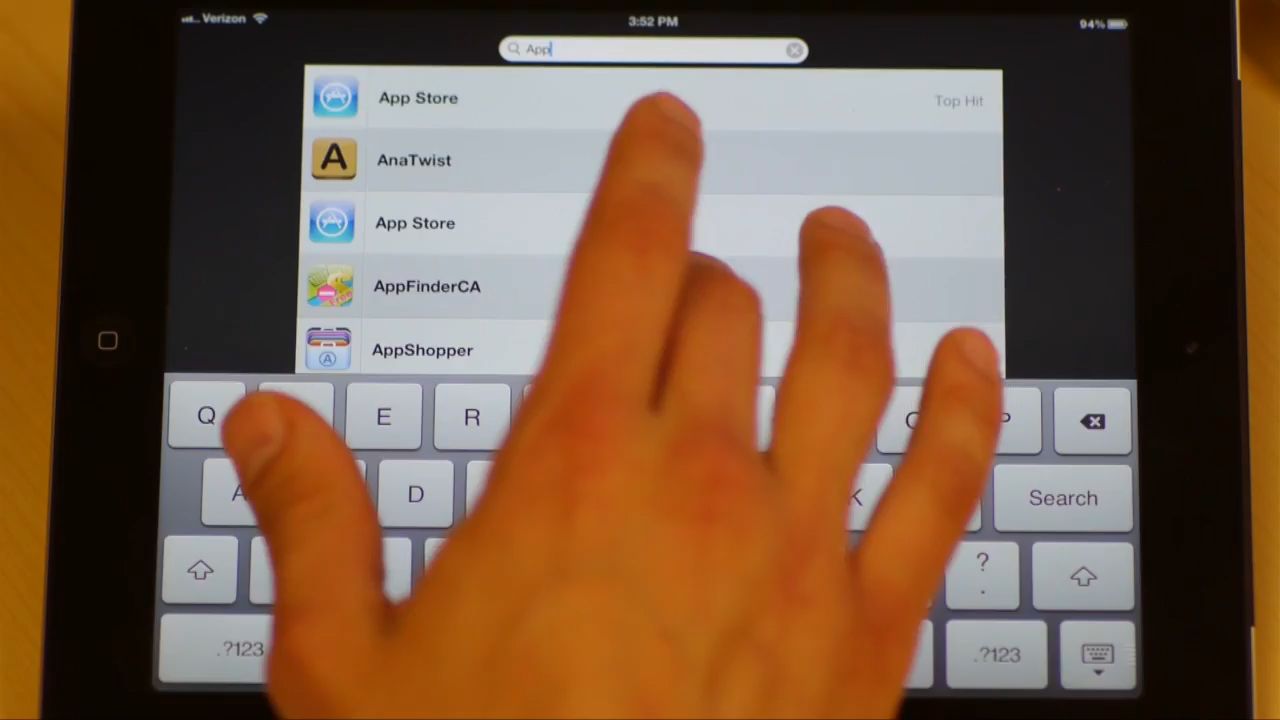 Verizon 3:52 PM 94%
App
App Store Top Hit
A AnaTwist
App Store
AppFinderCA
AppShopper
Q E R P
A D K Search
? .
.?123 .?123